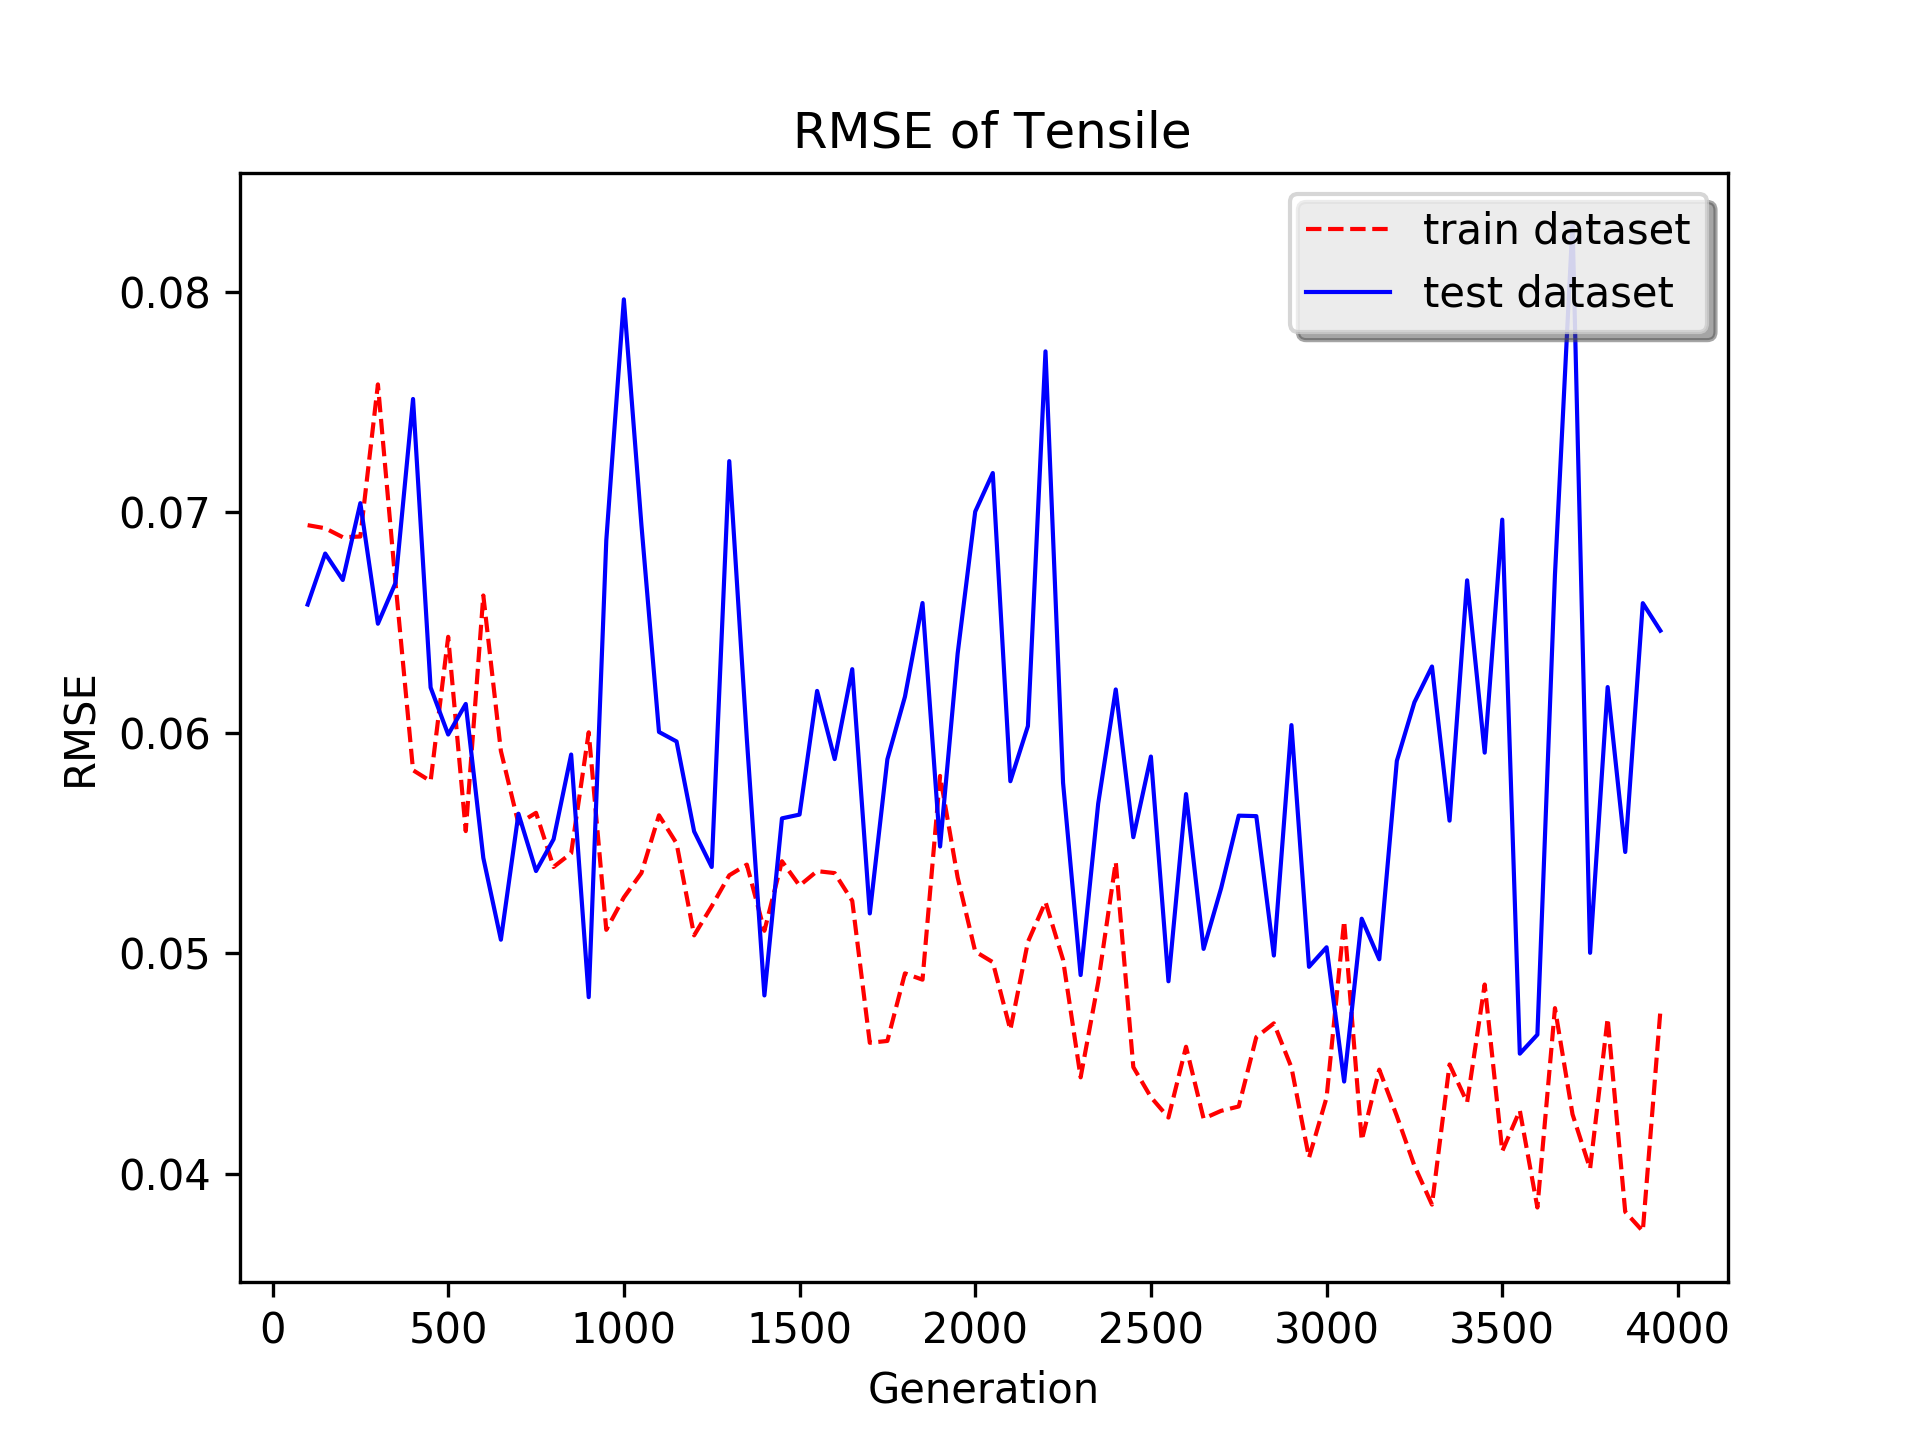 RMSE of Tensile
train dataset
test dataset
0.08
0.07
0.06
0.05
0.04
RMSE
0 500 1000 1500 2000 2500 3000 3500 4000
Generation